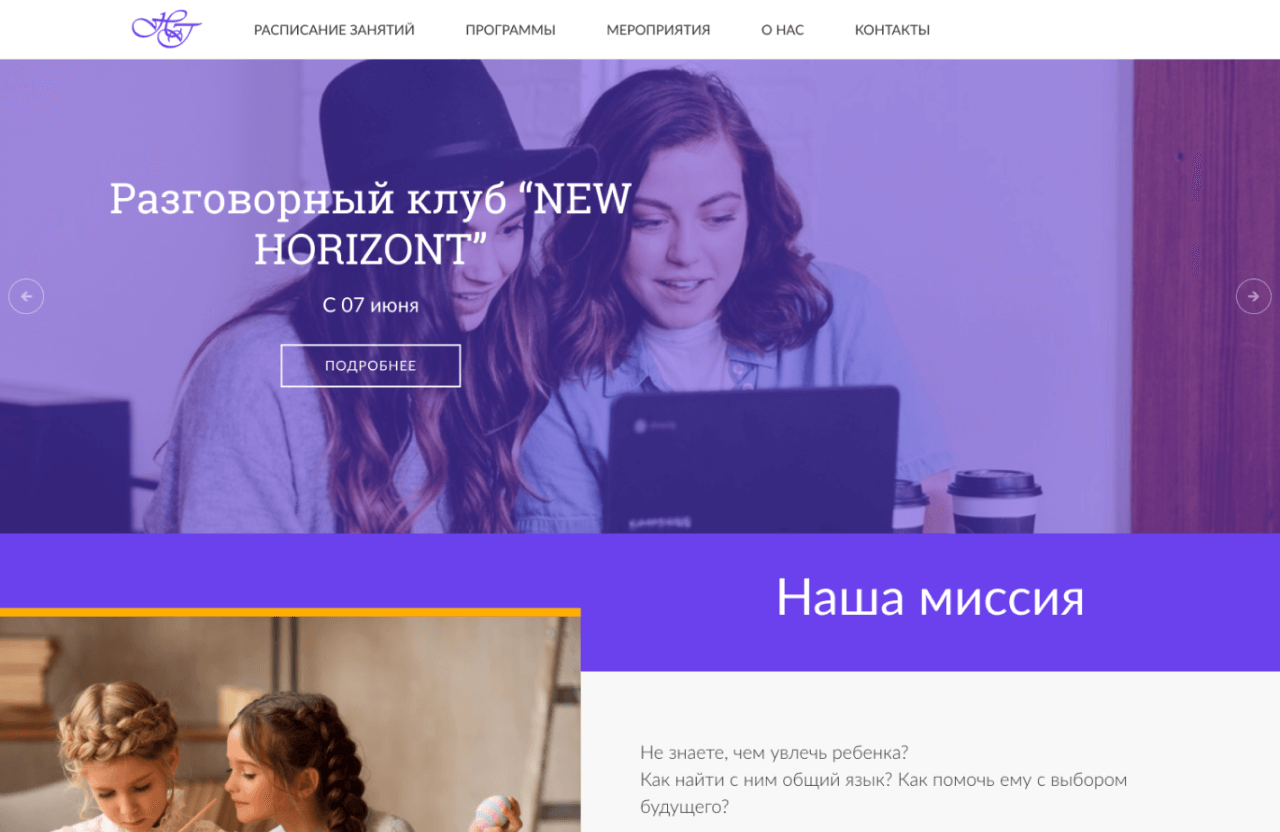 РАСПИСАНИЕ ЗАНЯТИЙ ПРОГРАММЫ МЕРОПРИЯТИЯ О НАС КОНТАКТЫ
Разговорный клуб “NEW
HORIZONT”
С 07 июня
ПОДРОБНЕЕ
Наша миссия
Не знаете, чем увлечь ребенка?
Как найти с ним общий язык? Как помочь ему с выбором
будущего?